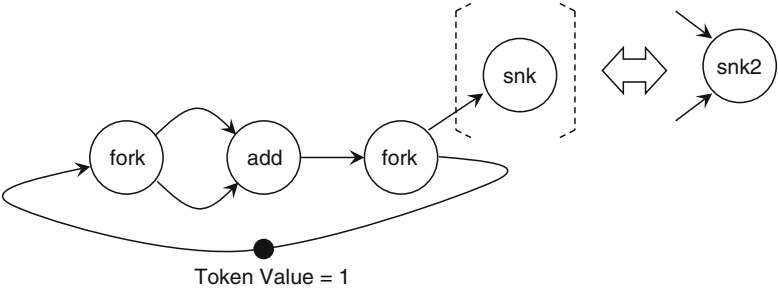 snk
snk2
fork
add
fork
Token Value = 1